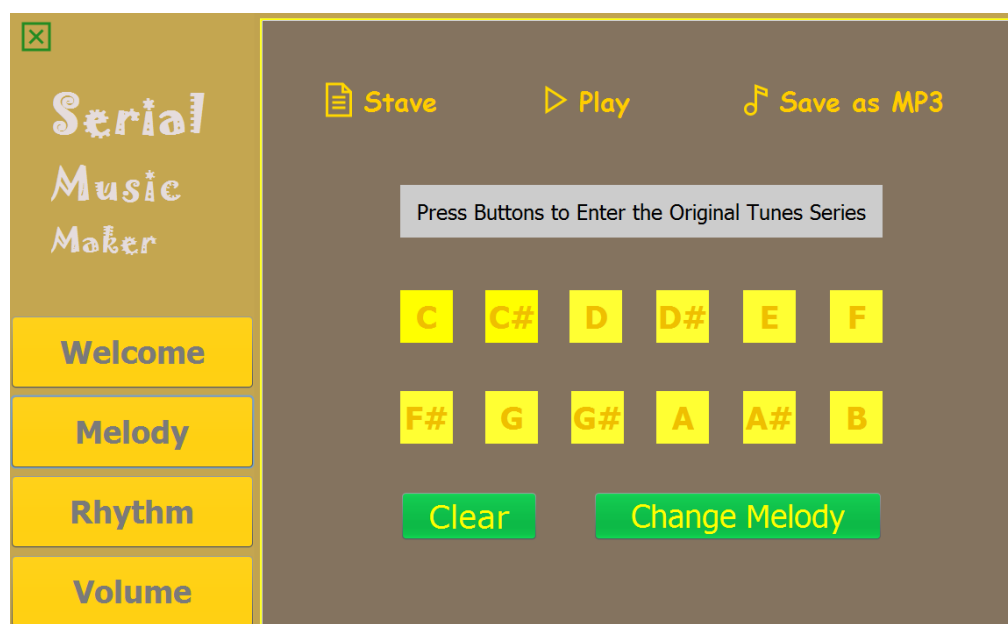 Serial
Music
Maker
Welcome
Melody
Rhythm
Volume
Stave Play Save as MP3
Press Buttons to Enter the Original Tunes Series
C C# D D# E F
F# G G# A A# B
Clear Change Melody